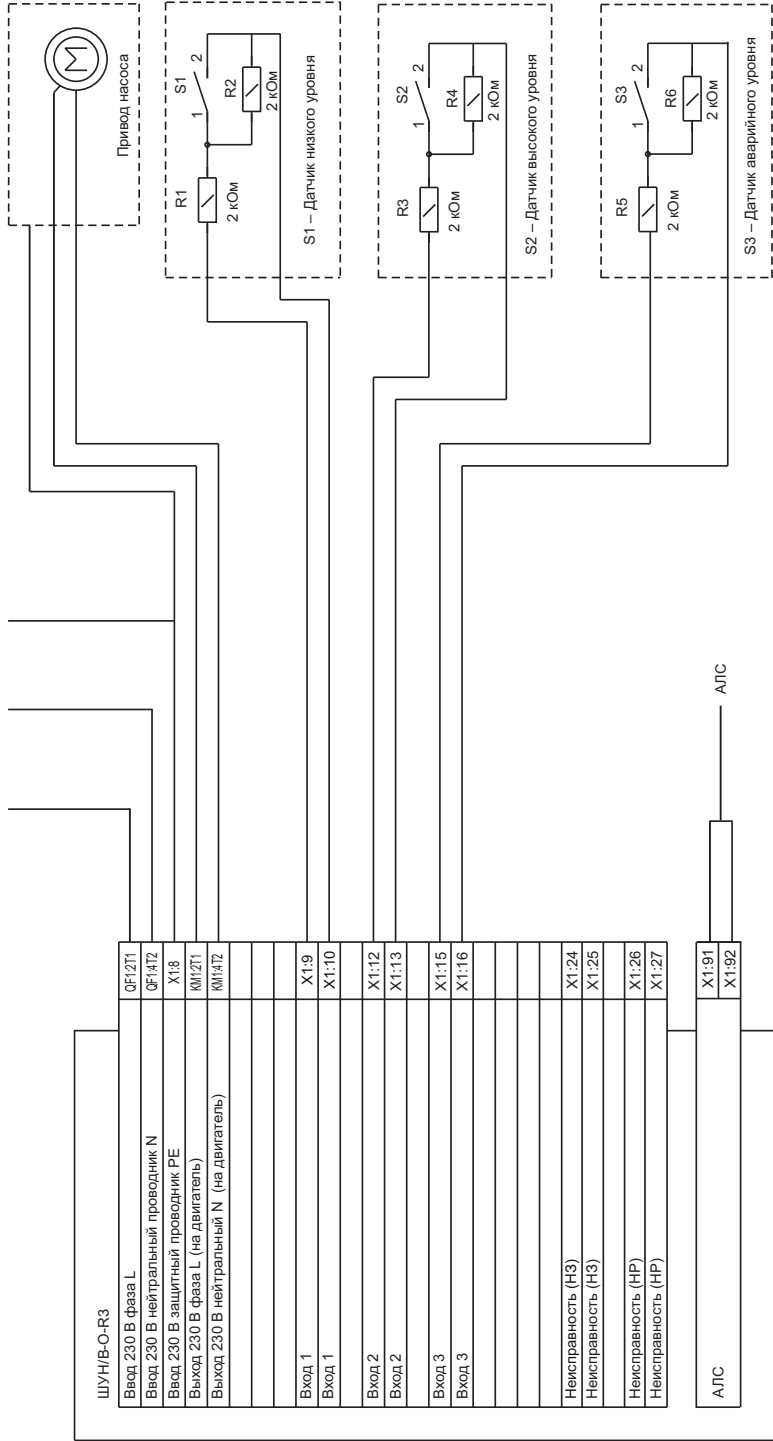 ШУН/В-О-R3
Ввод 230 В фаза L QF1:2T1
Ввод 230 В нейтральный проводник N QF1:4T2
Ввод 230 В защитный проводник PE X1:8
Выход 230 В фаза L (на двигатель) KM1:2T1
Выход 230 В нейтральный N (на двигатель) KM1:4T2
Вход 1 X1:9
Вход 1 X1:10
Вход 2 X1:12
Вход 2 X1:13
Вход 3 X1:15
Вход 3 X1:16
Неисправность (НЗ) X1:24
Неисправность (НЗ) X1:25
Неисправность (НР) X1:26
Неисправность (НР) X1:27
АЛС X1:91
X1:92
АЛС
M
Привод насоса
R1
2 кОм
S1
1 2
R2
2 кОм
S1 – Датчик низкого уровня
R3
2 кОм
S2
1 2
R4
2 кОм
S2 – Датчик высокого уровня
R5
2 кОм
S3
1 2
R6
2 кОм
S3 – Датчик аварийного уровня